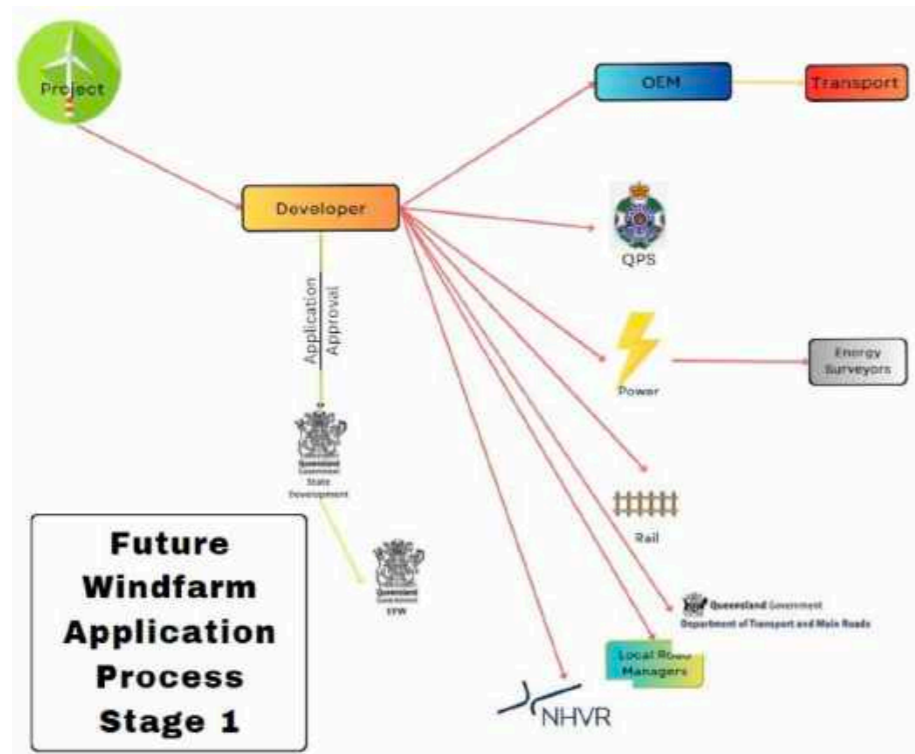 Project
OEM
Transport
Developer
QPS
Application
Approval
Power
Energy
Surveyors
Queensland
Government
State
Development
Rail
Queensland
Queensland Government
Department of Transport and Main Roads
Local Road
Managers
NHVR
Future
Windfarm
Application
Process
Stage 1